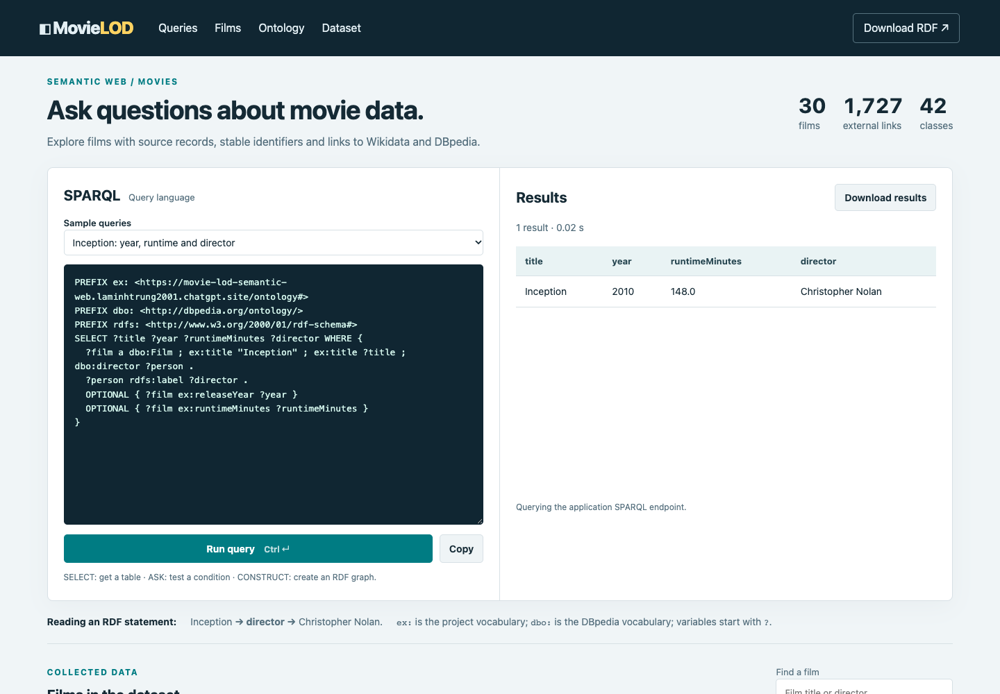 MovieLOD
Queries
Films
Ontology
Dataset
Download RDF ↗
SEMANTIC WEB / MOVIES
Ask questions about movie data.
Explore films with source records, stable identifiers and links to Wikidata and DBpedia.
30
films
1,727
external links
42
classes
SPARQL Query language
Sample queries
Inception: year, runtime and director
PREFIX ex: <https://movie-lod-semantic-
web.laminhtrung2001.chatgpt.site/ontology#>
PREFIX dbo: <http://dbpedia.org/ontology/>
PREFIX rdfs: <http://www.w3.org/2000/01/rdf-schema#>
SELECT ?title ?year ?runtimeMinutes ?director WHERE {
  ?film a dbo:Film ; ex:title "Inception" ; ex:title ?title ;
dbo:director ?person .
  ?person rdfs:label ?director .
  OPTIONAL { ?film ex:releaseYear ?year }
  OPTIONAL { ?film ex:runtimeMinutes ?runtimeMinutes }
}
Run query Ctrl ↵
Copy
SELECT: get a table · ASK: test a condition · CONSTRUCT: create an RDF graph.
Results
Download results
1 result · 0.02 s
title year runtimeMinutes director
Inception 2010 148.0 Christopher Nolan
Querying the application SPARQL endpoint.
Reading an RDF statement: Inception → director → Christopher Nolan. ex: is the project vocabulary; dbo: is the DBpedia vocabulary; variables start with ?.
COLLECTED DATA
Films in the dataset
Find a film
Film title or director